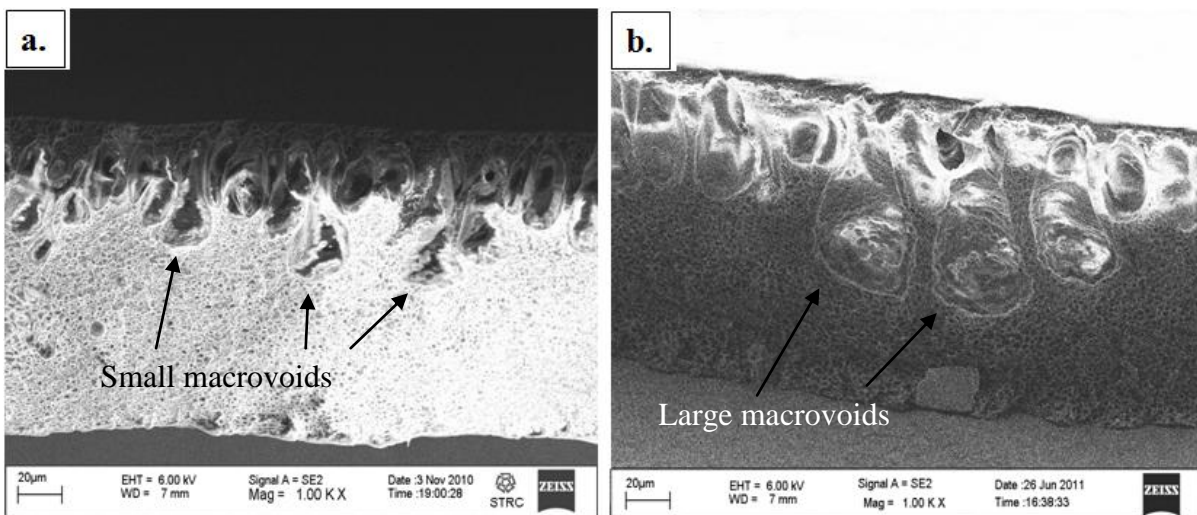 a.
Small macrovoids
20µm
EHT = 6.00 kV
WD = 7 mm
Signal A = SE2
Mag = 1.00 K X
Date :3 Nov 2010
Time :19:00:28
STRC
ZEISS
b.
Large macrovoids
20µm
EHT = 6.00 kV
WD = 7 mm
Signal A = SE2
Mag = 1.00 K X
Date :26 Jun 2011
Time :16:38:33
ZEISS